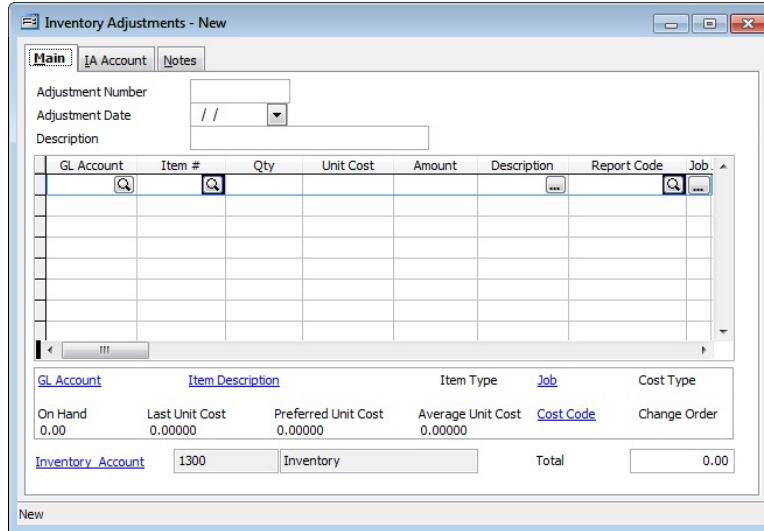 Inventory Adjustments - New
Main IA Account Notes
Adjustment Number
Adjustment Date / /
Description
GL Account Item # Qty Unit Cost Amount Description Report Code Job
GL Account Item Description Item Type Job Cost Type
On Hand Last Unit Cost Preferred Unit Cost Average Unit Cost Cost Code Change Order
0.00 0.00000 0.00000 0.00000
Inventory Account 1300 Inventory Total 0.00
New